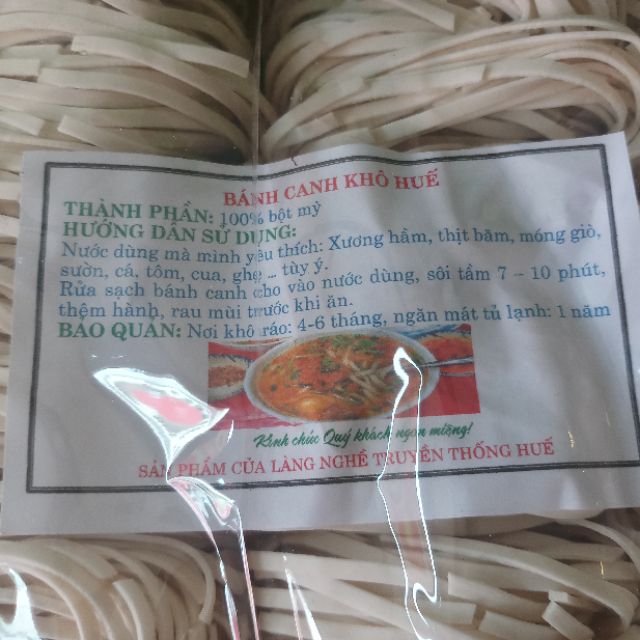 BÁNH CANH KHÔ HUẾ
THÀNH PHẦN: 100% bột mỳ
HƯỚNG DẪN SỬ DỤNG:
Nước dùng mà mình yêu thích: Xương hầm, thịt băm, móng giò,
sườn, cá, tôm, cua, ghẹ .. tùy ý.
Rửa sạch bánh canh cho vào nước dùng, sôi tầm 7 – 10 phút,
thêm hành, rau mùi trước khi ăn.
BẢO QUẢN: Nơi khô ráo: 4-6 tháng, ngăn mát tủ lạnh: 1 năm
Kính chúc Quý khách ngon miệng!
SẢN PHẨM CỦA LÀNG NGHỀ TRUYỀN THỐNG HUẾ